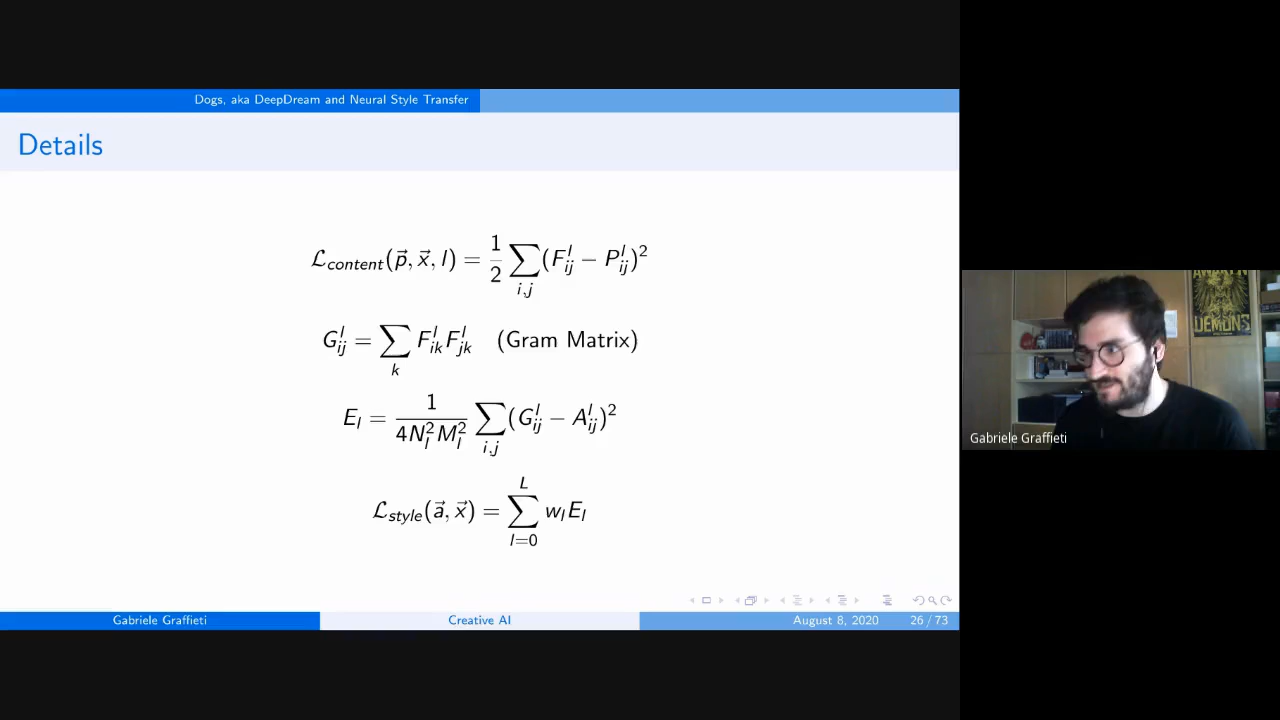 Dogs, aka DeepDream and Neural Style Transfer
Details
ℒ_content(p⃗, x⃗, l) = 1/2 ∑_{i,j} (F^l_{ij} − P^l_{ij})^2
G^l_{ij} = ∑_k F^l_{ik} F^l_{jk} (Gram Matrix)
E_l = 1/(4N_l^2 M_l^2) ∑_{i,j} (G^l_{ij} − A^l_{ij})^2
ℒ_style(a⃗, x⃗) = ∑_{l=0}^{L} w_l E_l
Gabriele Graffieti
Creative AI
August 8, 2020
26 / 73
DEMONS
Gabriele Graffieti